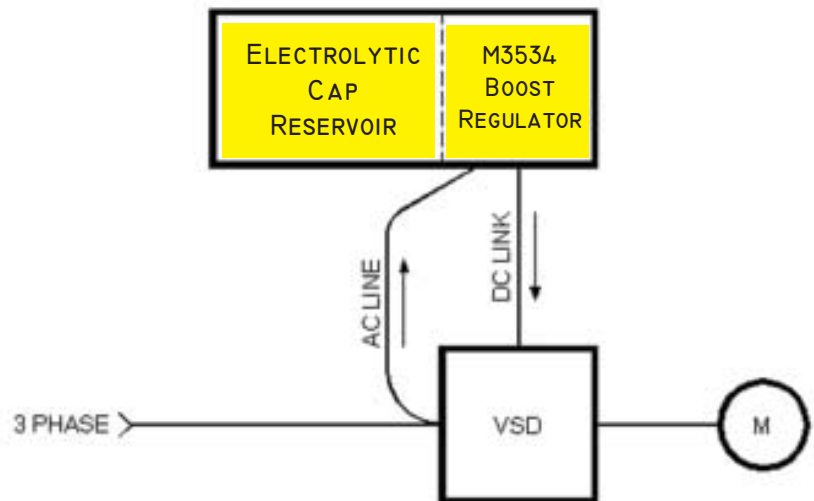 Electrolytic
Cap
Reservoir
M3534
Boost
Regulator
AC LINE
DC LINK
3 PHASE
VSD
M